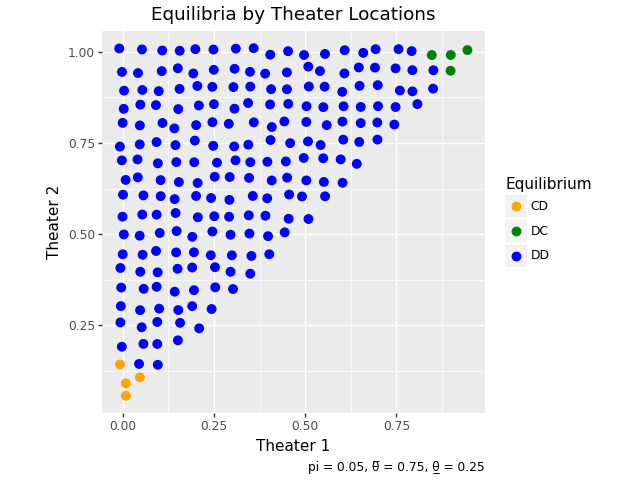 Equilibria by Theater Locations
1.00
0.75
0.50
0.25
Theater 2
0.00
0.25
0.50
0.75
Theater 1
Equilibrium
CD
DC
DD
pi = 0.05, θ̅ = 0.75, θ̲ = 0.25